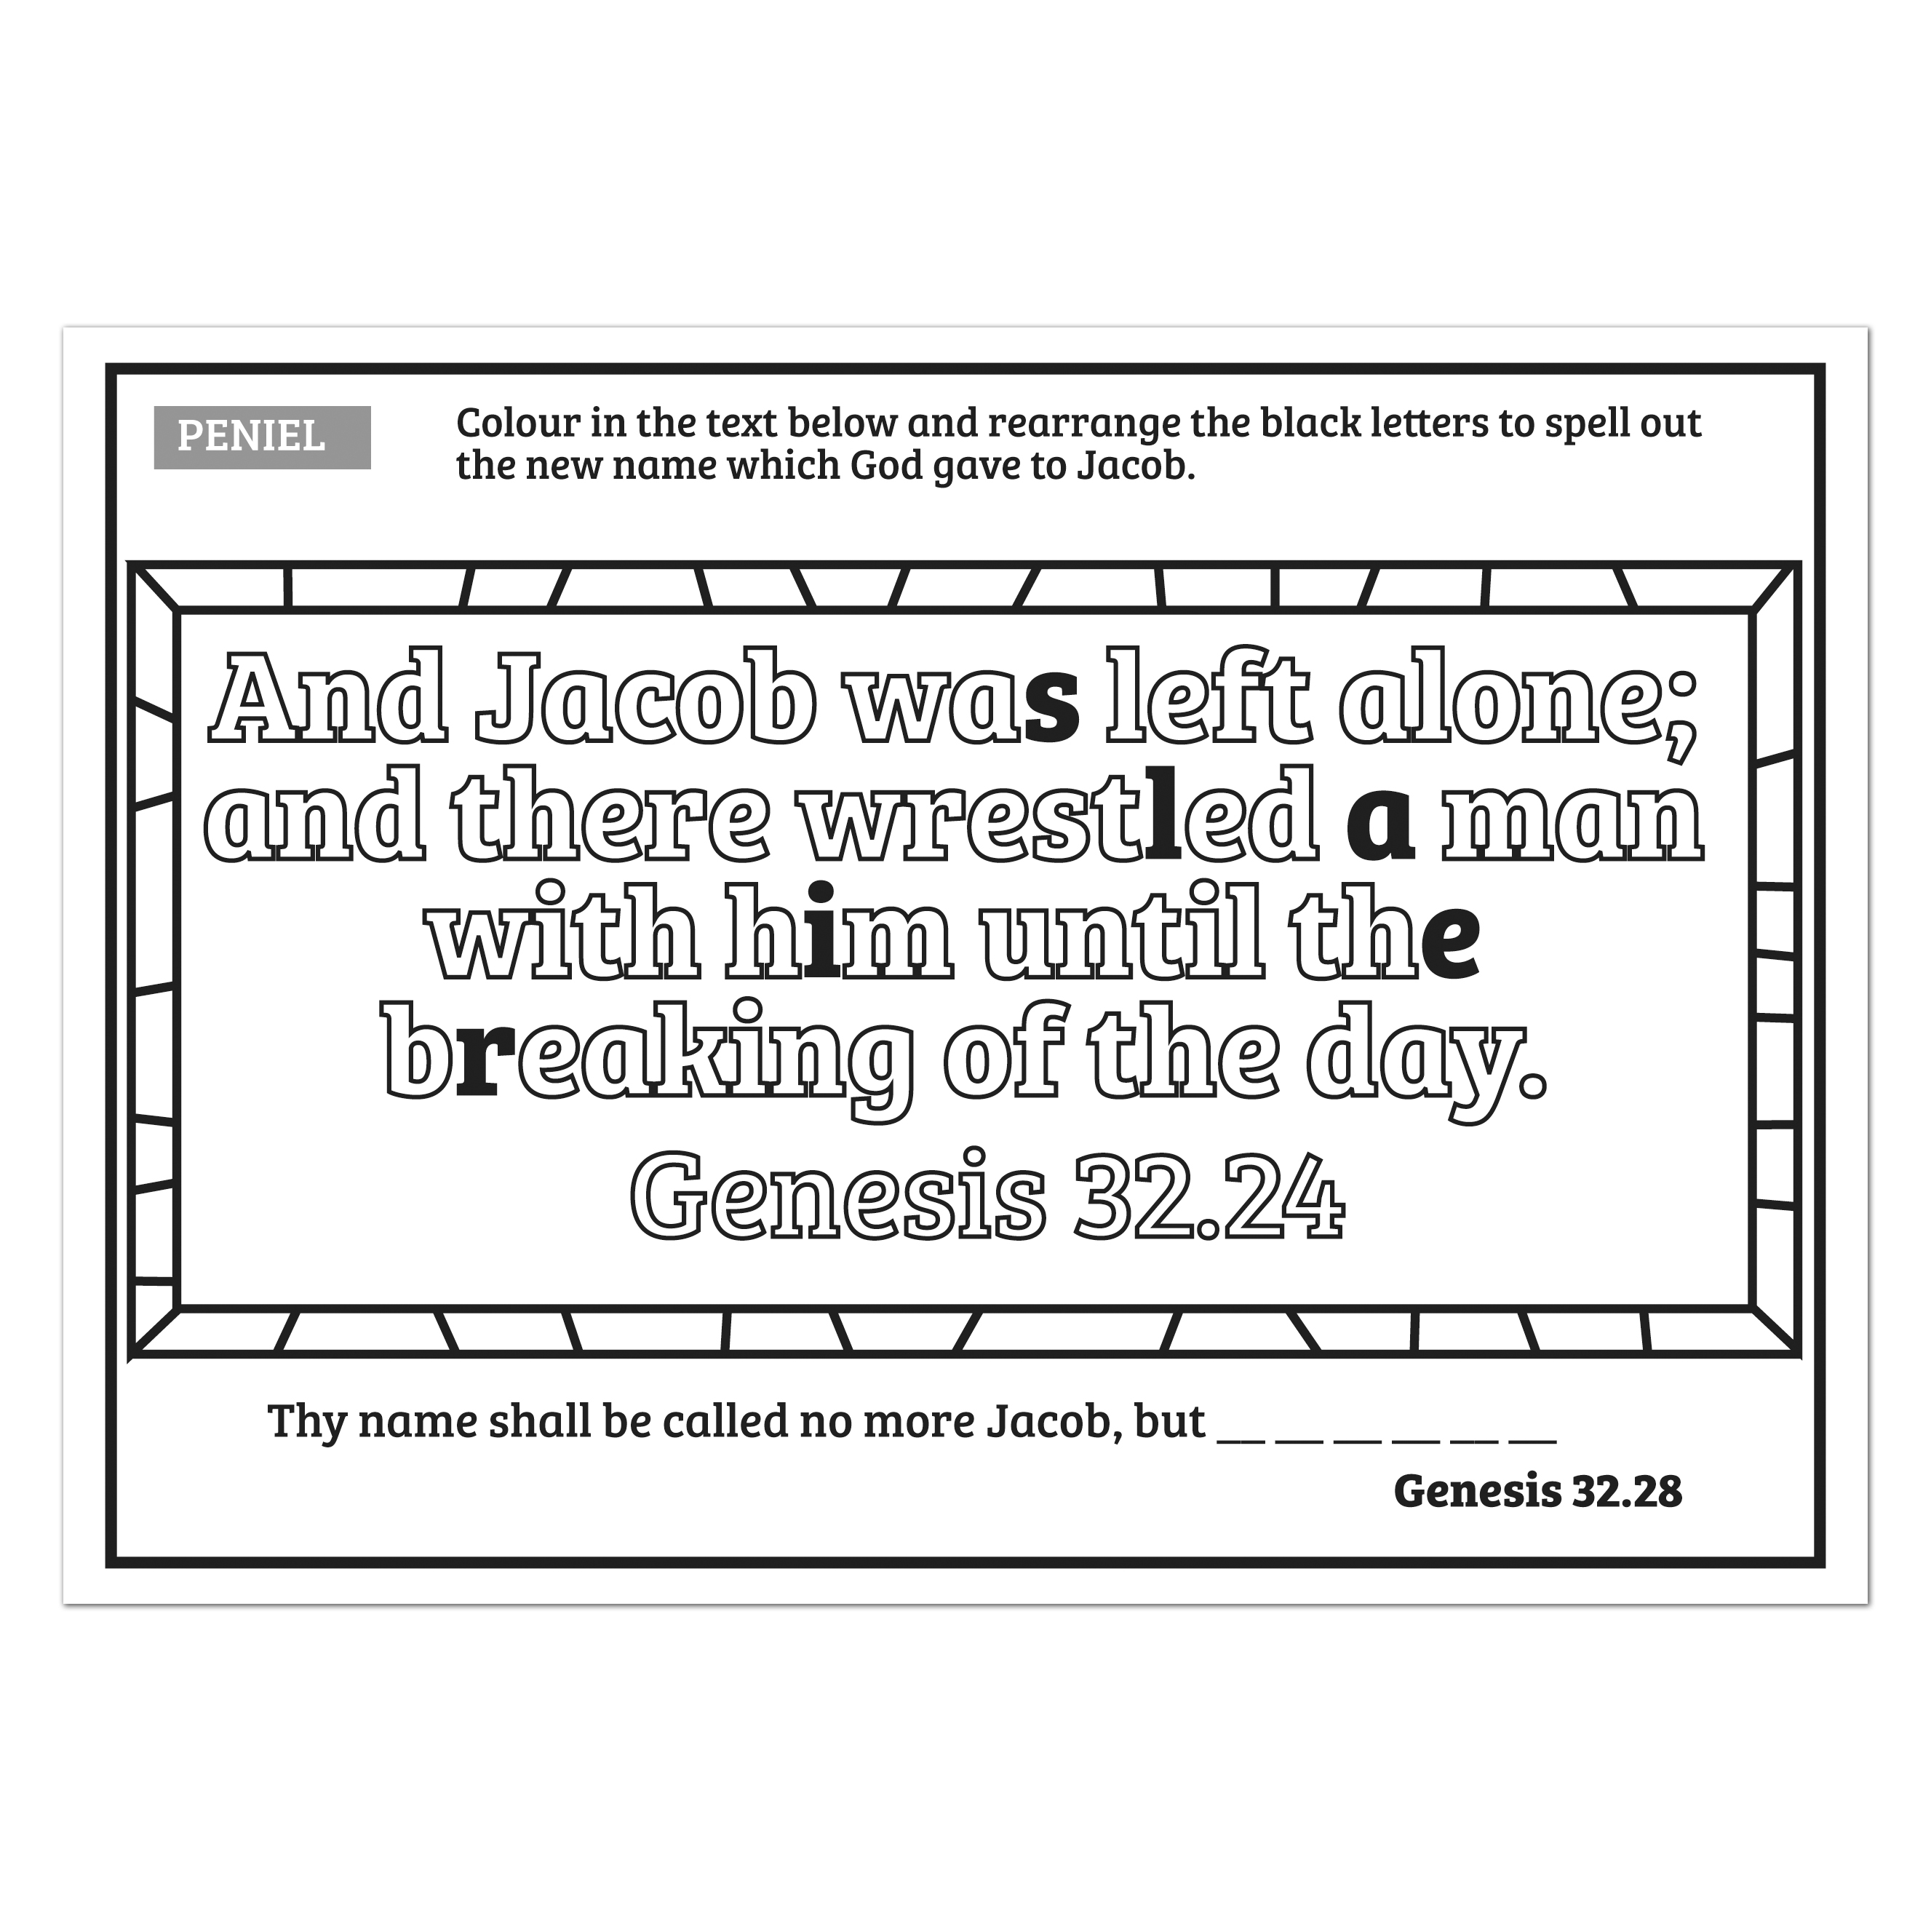 PENIEL
Colour in the text below and rearrange the black letters to spell out
the new name which God gave to Jacob.
And Jacob was left alone;
and there wrestled a man
with him until the
breaking of the day.
Genesis 32.24
Thy name shall be called no more Jacob, but __ __ __ __ __ __
Genesis 32.28